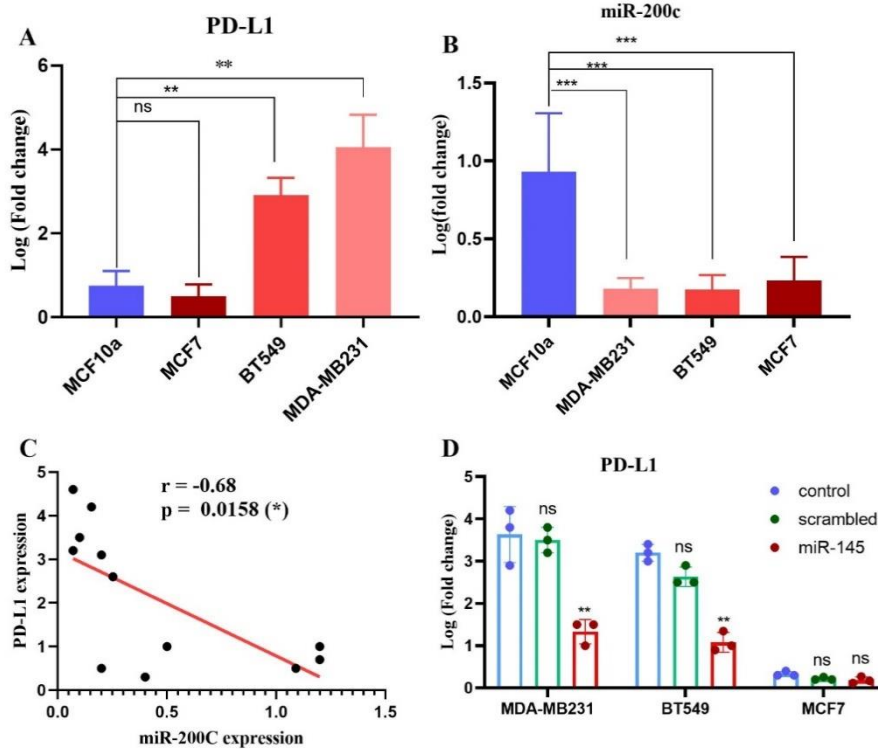 A
PD-L1
Log (Fold change)
6
4
2
0
**
**
ns
MCF10a
MCF7
BT549
MDA-MB231
B
miR-200c
Log(fold change)
1.5
1.0
0.5
0.0
***
***
***
MCF10a
MDA-MB231
BT549
MCF7
C
r = -0.68
p = 0.0158 (*)
PD-L1 expression
5
4
3
2
1
0
0.0
0.5
1.0
1.5
miR-200C expression
D
PD-L1
control
scrambled
miR-145
Log (Fold change)
5
4
3
2
1
0
ns
**
ns
**
ns
ns
MDA-MB231
BT549
MCF7